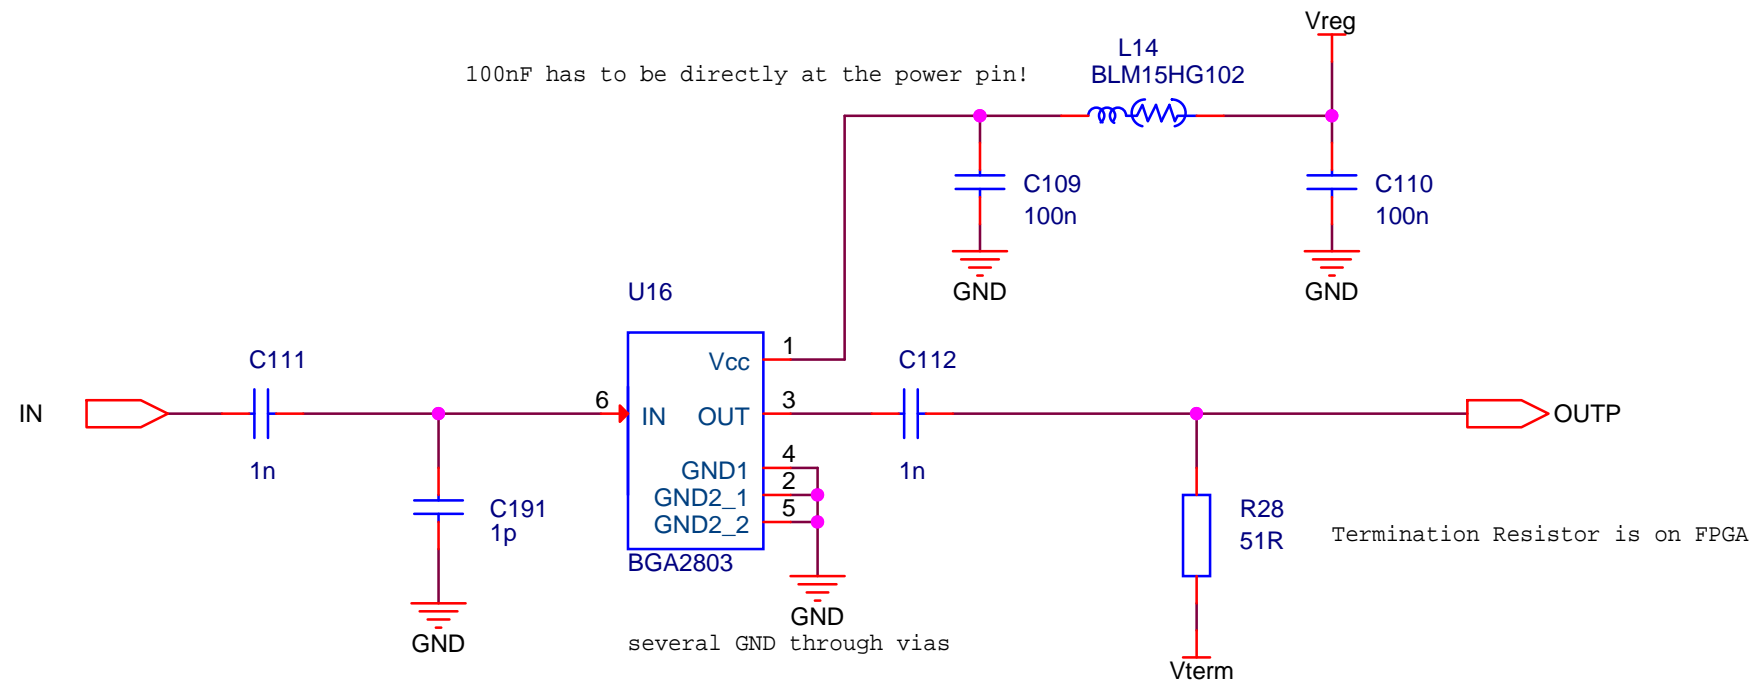 Vreg
L14
100nF has to be directly at the power pin!
BLM15HG102
C109
100n
C110
100n
GND
GND
U16
1
Vcc
C111
C112
IN
6
IN
OUT
3
OUTP
1n
1n
4
GND1
2
GND2_1
5
GND2_2
C191
1p
R28
51R
Termination Resistor is on FPGA
BGA2803
GND
GND
several GND through vias
Vterm